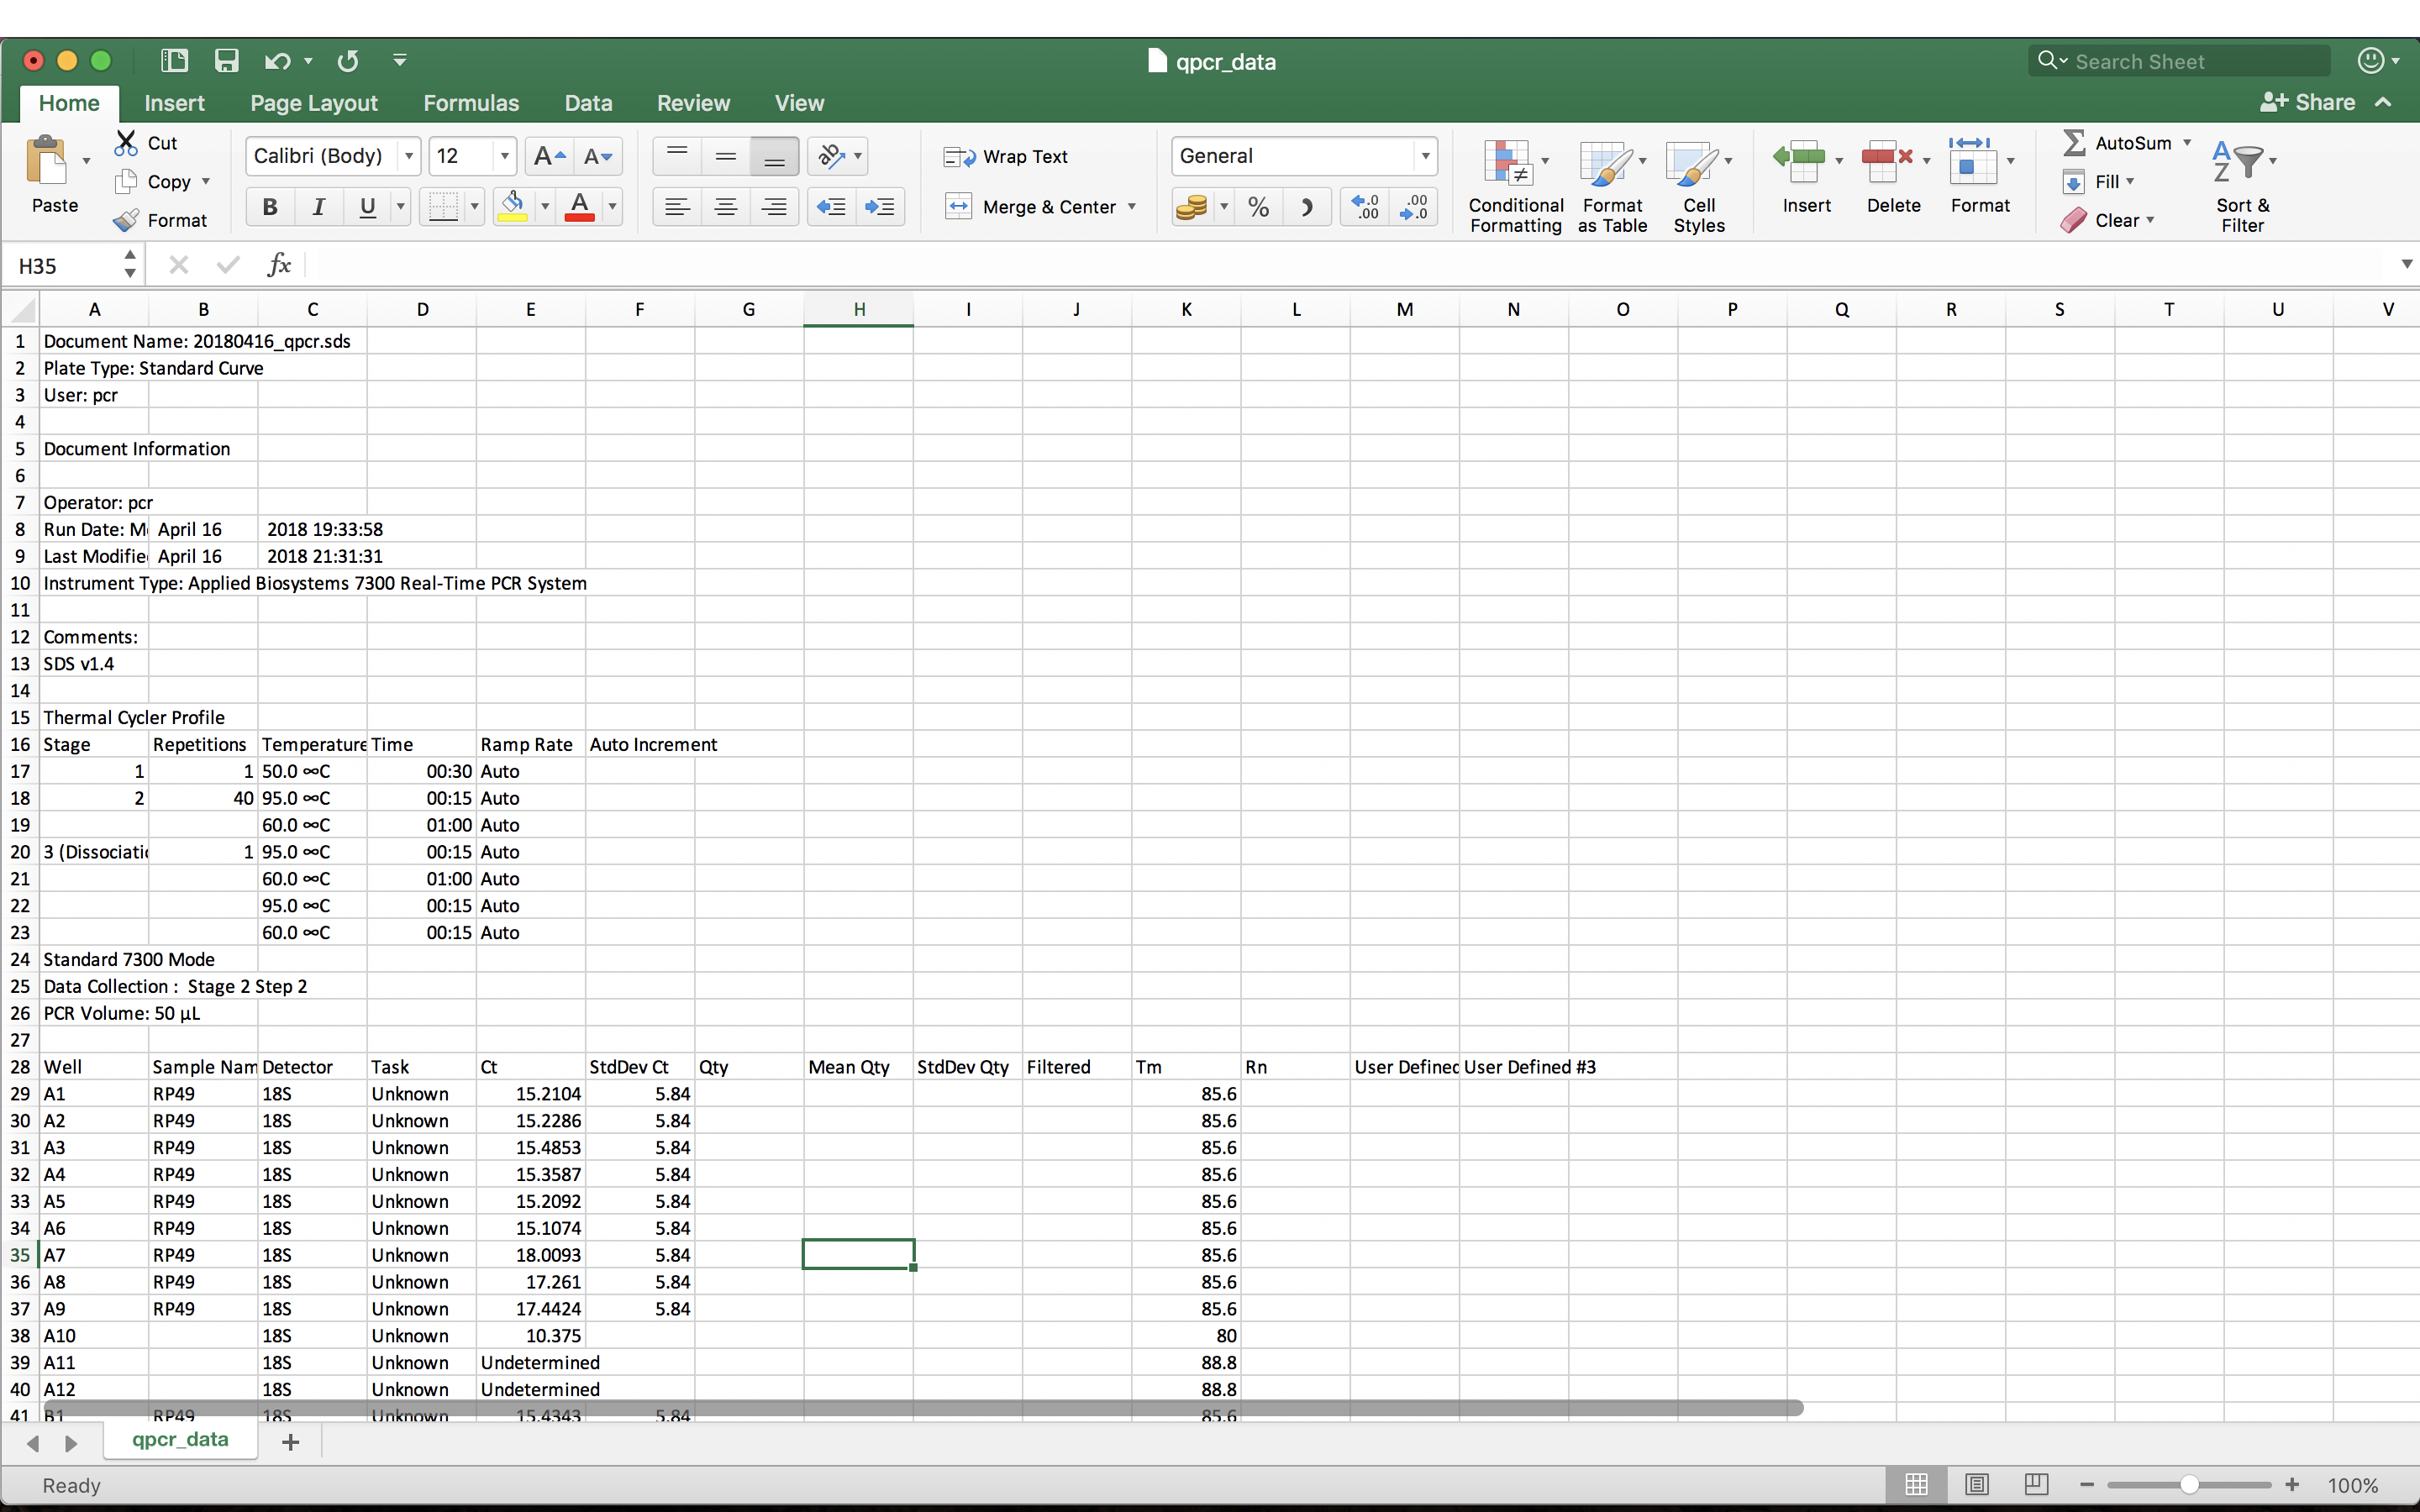 qpcr_data
Search Sheet
Home Insert Page Layout Formulas Data Review View Share
Paste
Cut
Copy
Format
Calibri (Body) 12
Wrap Text
Merge & Center
General
Conditional Formatting
Format as Table
Cell Styles
Insert
Delete
Format
AutoSum
Fill
Clear
Sort & Filter
H35 fx
A B C D E F G H I J K L M N O P Q R S T U V
1 Document Name: 20180416_qpcr.sds
2 Plate Type: Standard Curve
3 User: pcr
4
5 Document Information
6
7 Operator: pcr
8 Run Date: M April 16 2018 19:33:58
9 Last Modifie April 16 2018 21:31:31
10 Instrument Type: Applied Biosystems 7300 Real-Time PCR System
11
12 Comments:
13 SDS v1.4
14
15 Thermal Cycler Profile
16 Stage Repetitions Temperature Time Ramp Rate Auto Increment
17 1 1 50.0 ∞C 00:30 Auto
18 2 40 95.0 ∞C 00:15 Auto
19 60.0 ∞C 01:00 Auto
20 3 (Dissociatio 1 95.0 ∞C 00:15 Auto
21 60.0 ∞C 01:00 Auto
22 95.0 ∞C 00:15 Auto
23 60.0 ∞C 00:15 Auto
24 Standard 7300 Mode
25 Data Collection : Stage 2 Step 2
26 PCR Volume: 50 µL
27
28 Well Sample Nam Detector Task Ct StdDev Ct Qty Mean Qty StdDev Qty Filtered Tm Rn User Defined User Defined #3
29 A1 RP49 18S Unknown 15.2104 5.84 85.6
30 A2 RP49 18S Unknown 15.2286 5.84 85.6
31 A3 RP49 18S Unknown 15.4853 5.84 85.6
32 A4 RP49 18S Unknown 15.3587 5.84 85.6
33 A5 RP49 18S Unknown 15.2092 5.84 85.6
34 A6 RP49 18S Unknown 15.1074 5.84 85.6
35 A7 RP49 18S Unknown 18.0093 5.84 85.6
36 A8 RP49 18S Unknown 17.261 5.84 85.6
37 A9 RP49 18S Unknown 17.4424 5.84 85.6
38 A10 18S Unknown 10.375 80
39 A11 18S Unknown Undetermined 88.8
40 A12 18S Unknown Undetermined 88.8
41 B1 RP49 18S Unknown 15.4343 5.84 85.6
qpcr_data
Ready 100%